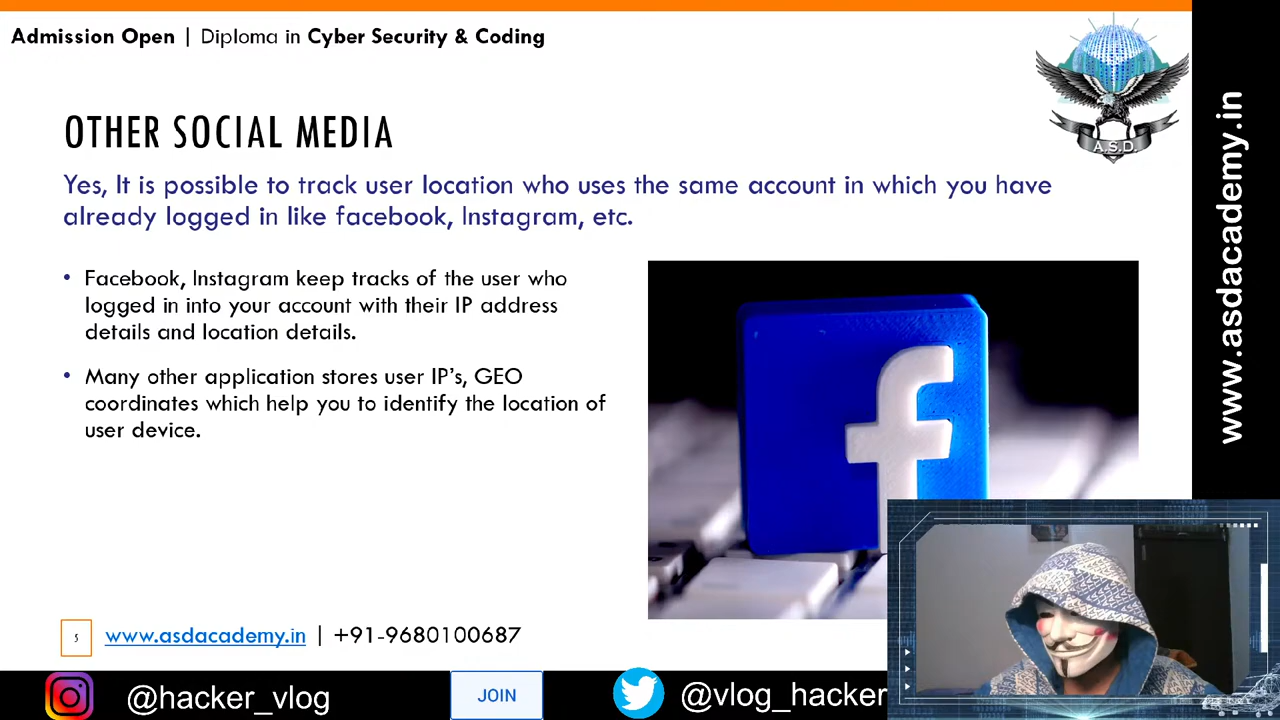 Admission Open | Diploma in Cyber Security & Coding
A.S.D.
www.asdacademy.in
OTHER SOCIAL MEDIA
Yes, It is possible to track user location who uses the same account in which you have
already logged in like facebook, Instagram, etc.
• Facebook, Instagram keep tracks of the user who
logged in into your account with their IP address
details and location details.
• Many other application stores user IP's, GEO
coordinates which help you to identify the location of
user device.
f
5
www.asdacademy.in | +91-9680100687
@hacker_vlog
JOIN
@vlog_hacker